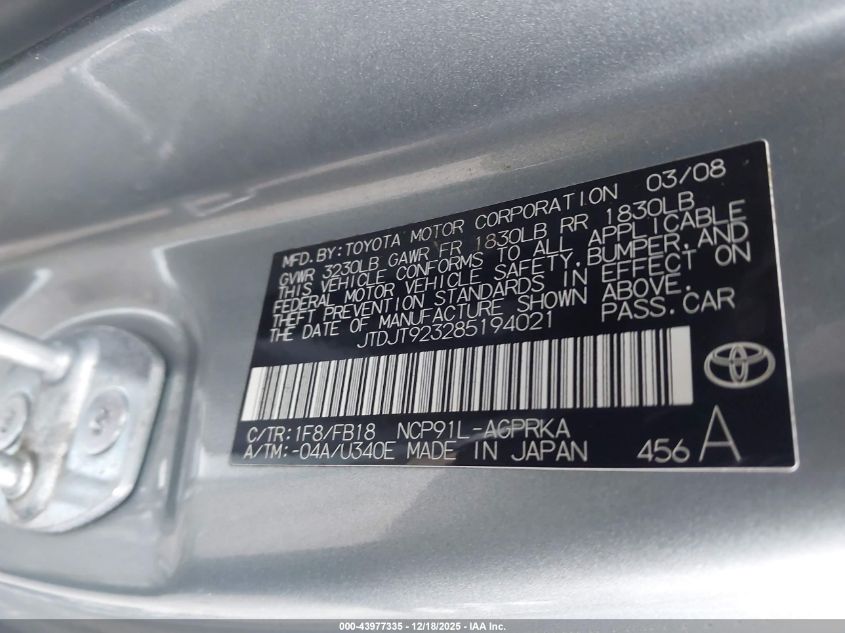 MFD. BY: TOYOTA MOTOR CORPORATION 03/08
GVWR 3230LB GAWR FR 1830LB RR 1830LB
THIS VEHICLE CONFORMS TO ALL APPLICABLE
FEDERAL MOTOR VEHICLE SAFETY, BUMPER, AND
THEFT PREVENTION STANDARDS IN EFFECT ON
THE DATE OF MANUFACTURE SHOWN ABOVE.
JTDJT923285194021 PASS. CAR
C/TR: 1F8/FB18 NCP91L-AGPRKA
A/TM: -04A/U340E MADE IN JAPAN 456 A
000-43977335 - 12/18/2025 - IAA Inc.